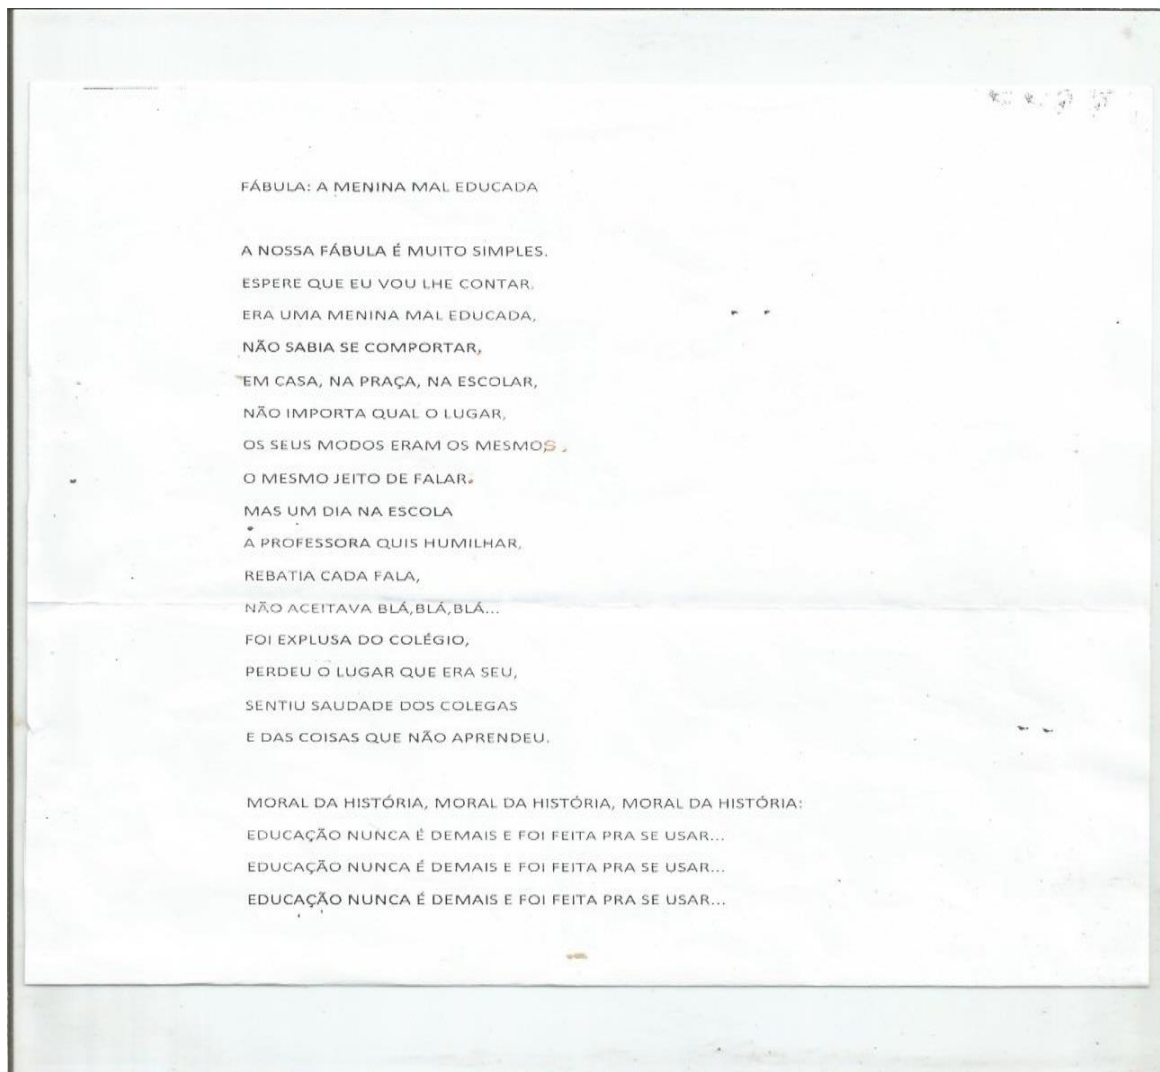 FÁBULA: A MENINA MAL EDUCADA
A NOSSA FÁBULA É MUITO SIMPLES.
ESPERE QUE EU VOU LHE CONTAR.
ERA UMA MENINA MAL EDUCADA,
NÃO SABIA SE COMPORTAR,
EM CASA, NA PRAÇA, NA ESCOLAR,
NÃO IMPORTA QUAL O LUGAR,
OS SEUS MODOS ERAM OS MESMOS.
O MESMO JEITO DE FALAR.
MAS UM DIA NA ESCOLA
A PROFESSORA QUIS HUMILHAR,
REBATIA CADA FALA,
NÃO ACEITAVA BLÁ,BLÁ,BLÁ...
FOI EXPLUSA DO COLÉGIO,
PERDEU O LUGAR QUE ERA SEU,
SENTIU SAUDADE DOS COLEGAS
E DAS COISAS QUE NÃO APRENDEU.
MORAL DA HISTÓRIA, MORAL DA HISTÓRIA, MORAL DA HISTÓRIA:
EDUCAÇÃO NUNCA É DEMAIS E FOI FEITA PRA SE USAR...
EDUCAÇÃO NUNCA É DEMAIS E FOI FEITA PRA SE USAR...
EDUCAÇÃO NUNCA É DEMAIS E FOI FEITA PRA SE USAR...